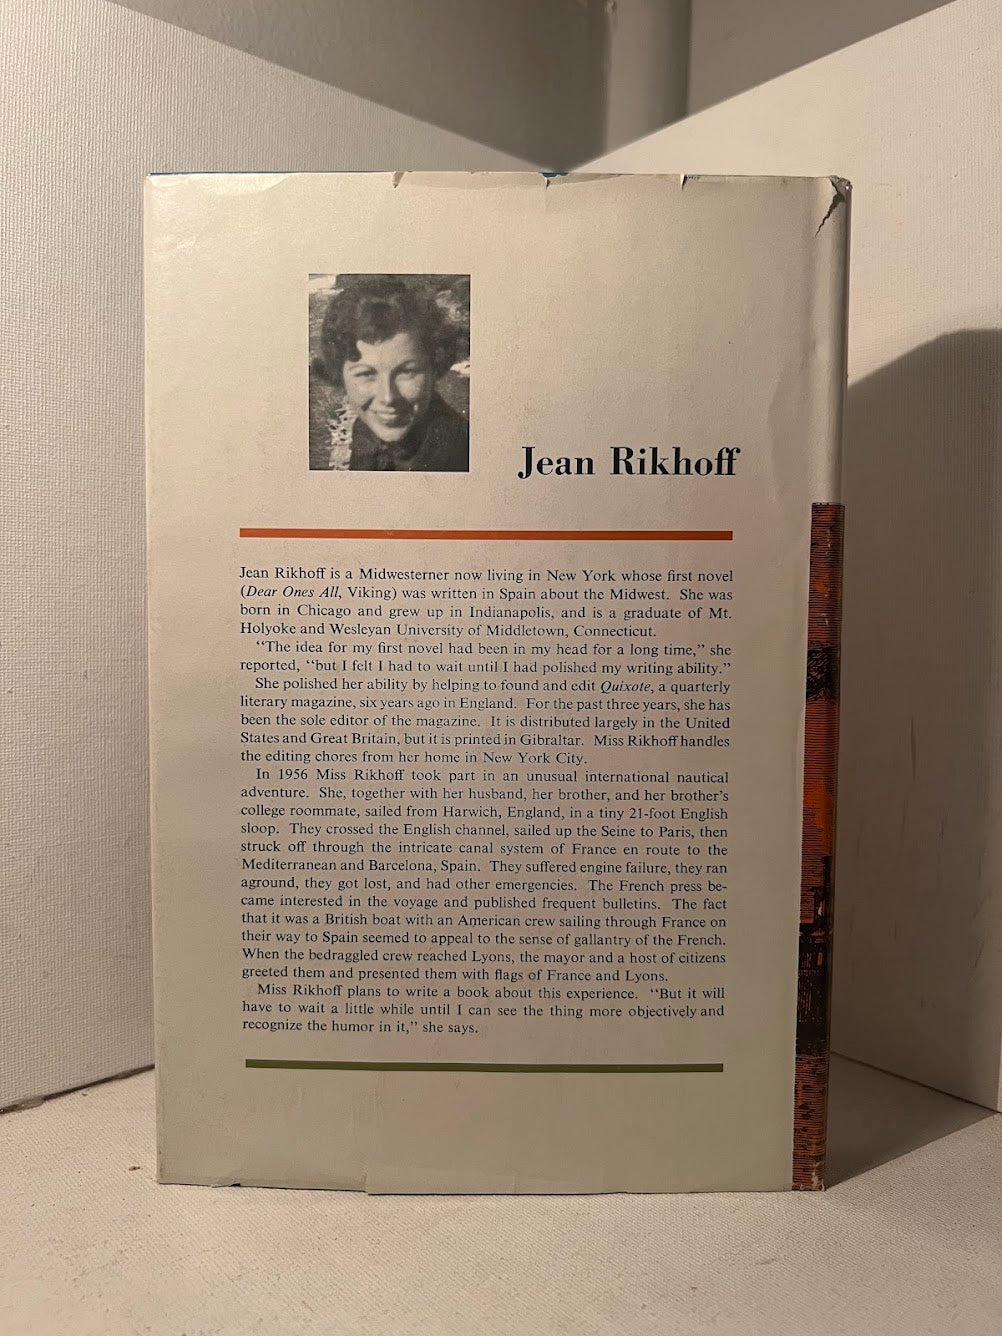 Jean Rikhoff
Jean Rikhoff is a Midwesterner now living in New York whose first novel
(Dear Ones All, Viking) was written in Spain about the Midwest. She was
born in Chicago and grew up in Indianapolis, and is a graduate of Mt.
Holyoke and Wesleyan University of Middletown, Connecticut.
“The idea for my first novel had been in my head for a long time,” she
reported, “but I felt I had to wait until I had polished my writing ability.”
She polished her ability by helping to found and edit Quixote, a quarterly
literary magazine, six years ago in England. For the past three years, she has
been the sole editor of the magazine. It is distributed largely in the United
States and Great Britain, but it is printed in Gibraltar. Miss Rikhoff handles
the editing chores from her home in New York City.
In 1956 Miss Rikhoff took part in an unusual international nautical
adventure. She, together with her husband, her brother, and her brother’s
college roommate, sailed from Harwich, England, in a tiny 21-foot English
sloop. They crossed the English channel, sailed up the Seine to Paris, then
struck off through the intricate canal system of France en route to the
Mediterranean and Barcelona, Spain. They suffered engine failure, they ran
aground, they got lost, and had other emergencies. The French press be-
came interested in the voyage and published frequent bulletins. The fact
that it was a British boat with an American crew sailing through France on
their way to Spain seemed to appeal to the sense of gallantry of the French.
When the bedraggled crew reached Lyons, the mayor and a host of citizens
greeted them and presented them with flags of France and Lyons.
Miss Rikhoff plans to write a book about this experience. “But it will
have to wait a little while until I can see the thing more objectively and
recognize the humor in it,” she says.